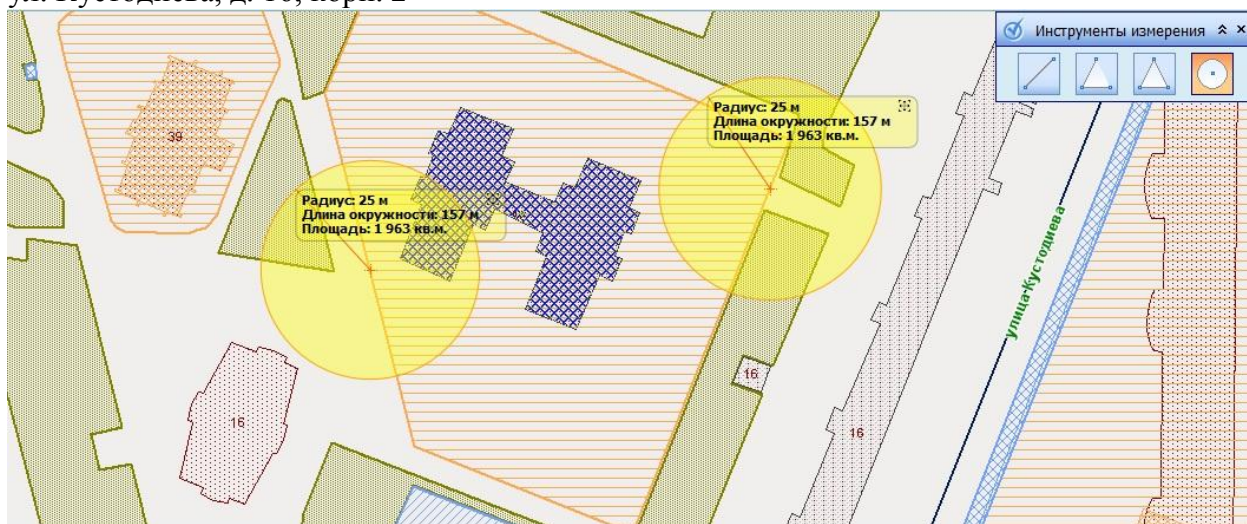 ул. Кустодиева, д. 16, корп. 2
Инструменты измерения
39
Радиус: 25 м
Длина окружности: 157 м
Площадь: 1 963 кв.м.
Радиус: 25 м
Длина окружности: 157 м
Площадь: 1 963 кв.м.
улица Кустодиева
16
16
16